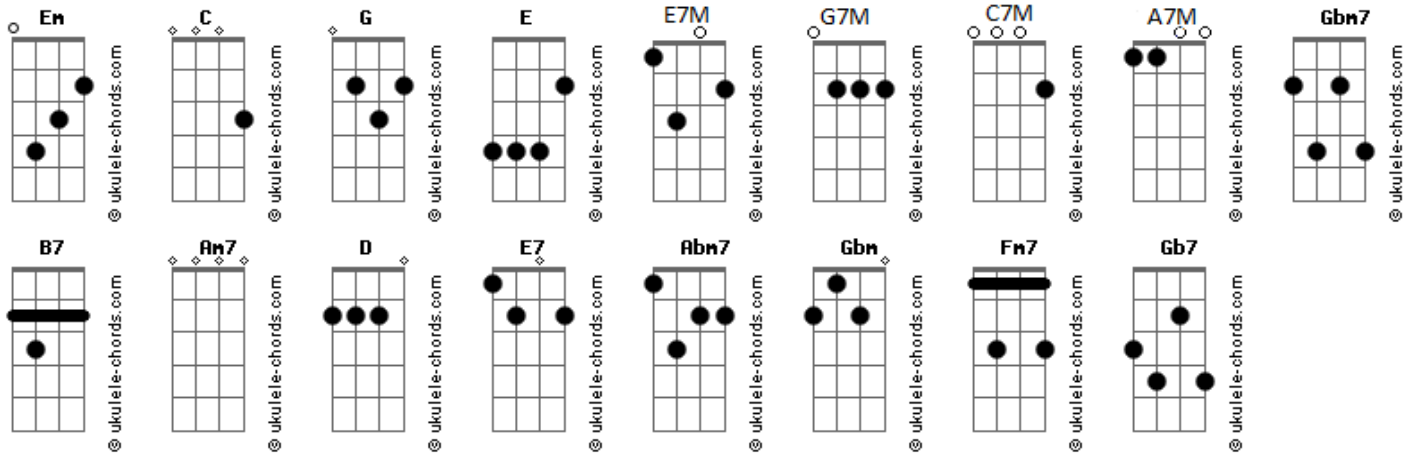 Em C G E E7M G7M C7M A7M Gbm7
© ukulele-chords.com © ukulele-chords.com © ukulele-chords.com © ukulele-chords.com © ukulele-chords.com © ukulele-chords.com © ukulele-chords.com © ukulele-chords.com © ukulele-chords.com
B7 Am7 D E7 Abm7 Gbm Fm7 Gb7
© ukulele-chords.com © ukulele-chords.com © ukulele-chords.com © ukulele-chords.com © ukulele-chords.com © ukulele-chords.com © ukulele-chords.com © ukulele-chords.com